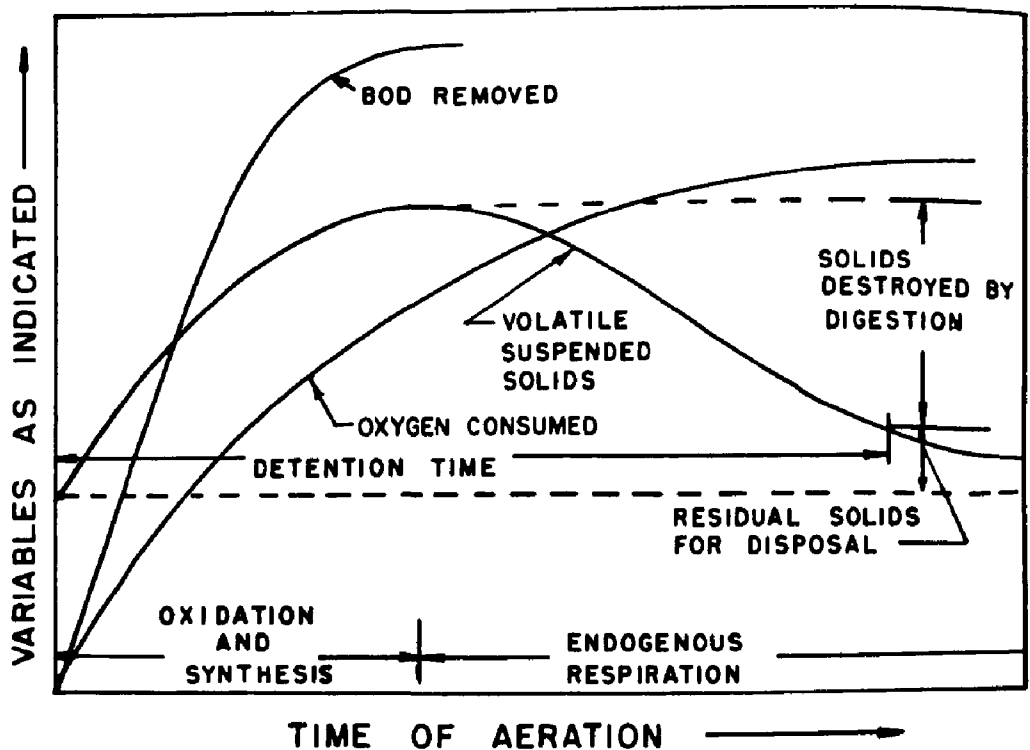 VARIABLES AS INDICATED
BOD REMOVED
SOLIDS
DESTROYED BY
DIGESTION
VOLATILE
SUSPENDED
SOLIDS
OXYGEN CONSUMED
DETENTION TIME
RESIDUAL SOLIDS
FOR DISPOSAL
OXIDATION
AND
SYNTHESIS
ENDOGENOUS
RESPIRATION
TIME OF AERATION